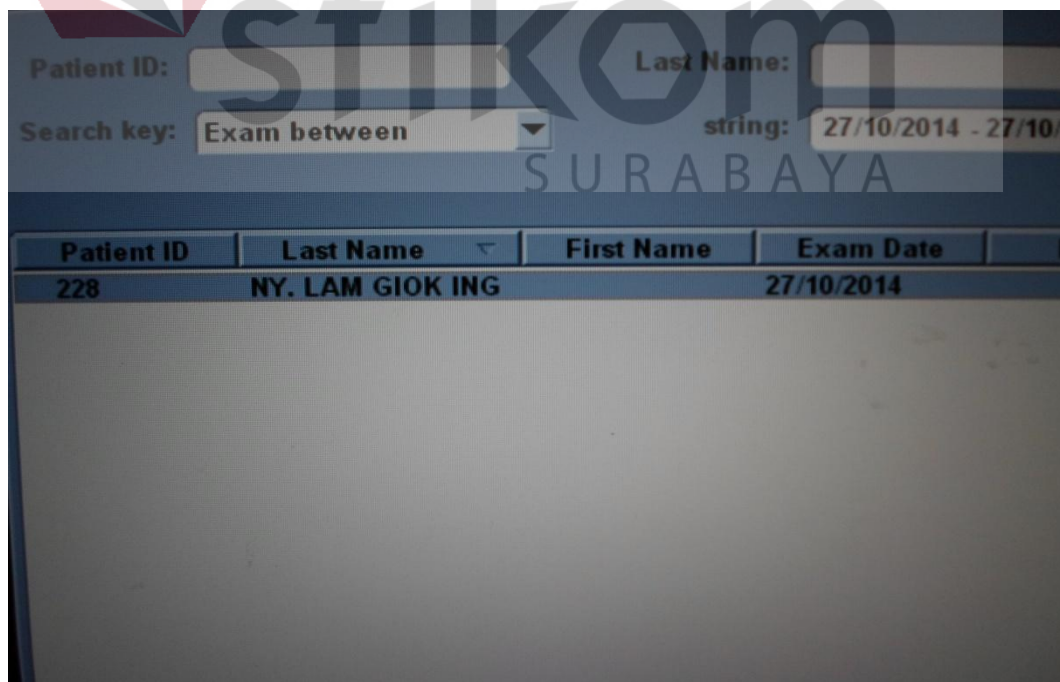 stikom
SURABAYA
Patient ID: Last Name:
Search key: Exam between string: 27/10/2014 - 27/10/
Patient ID Last Name First Name Exam Date
228 NY. LAM GIOK ING 27/10/2014